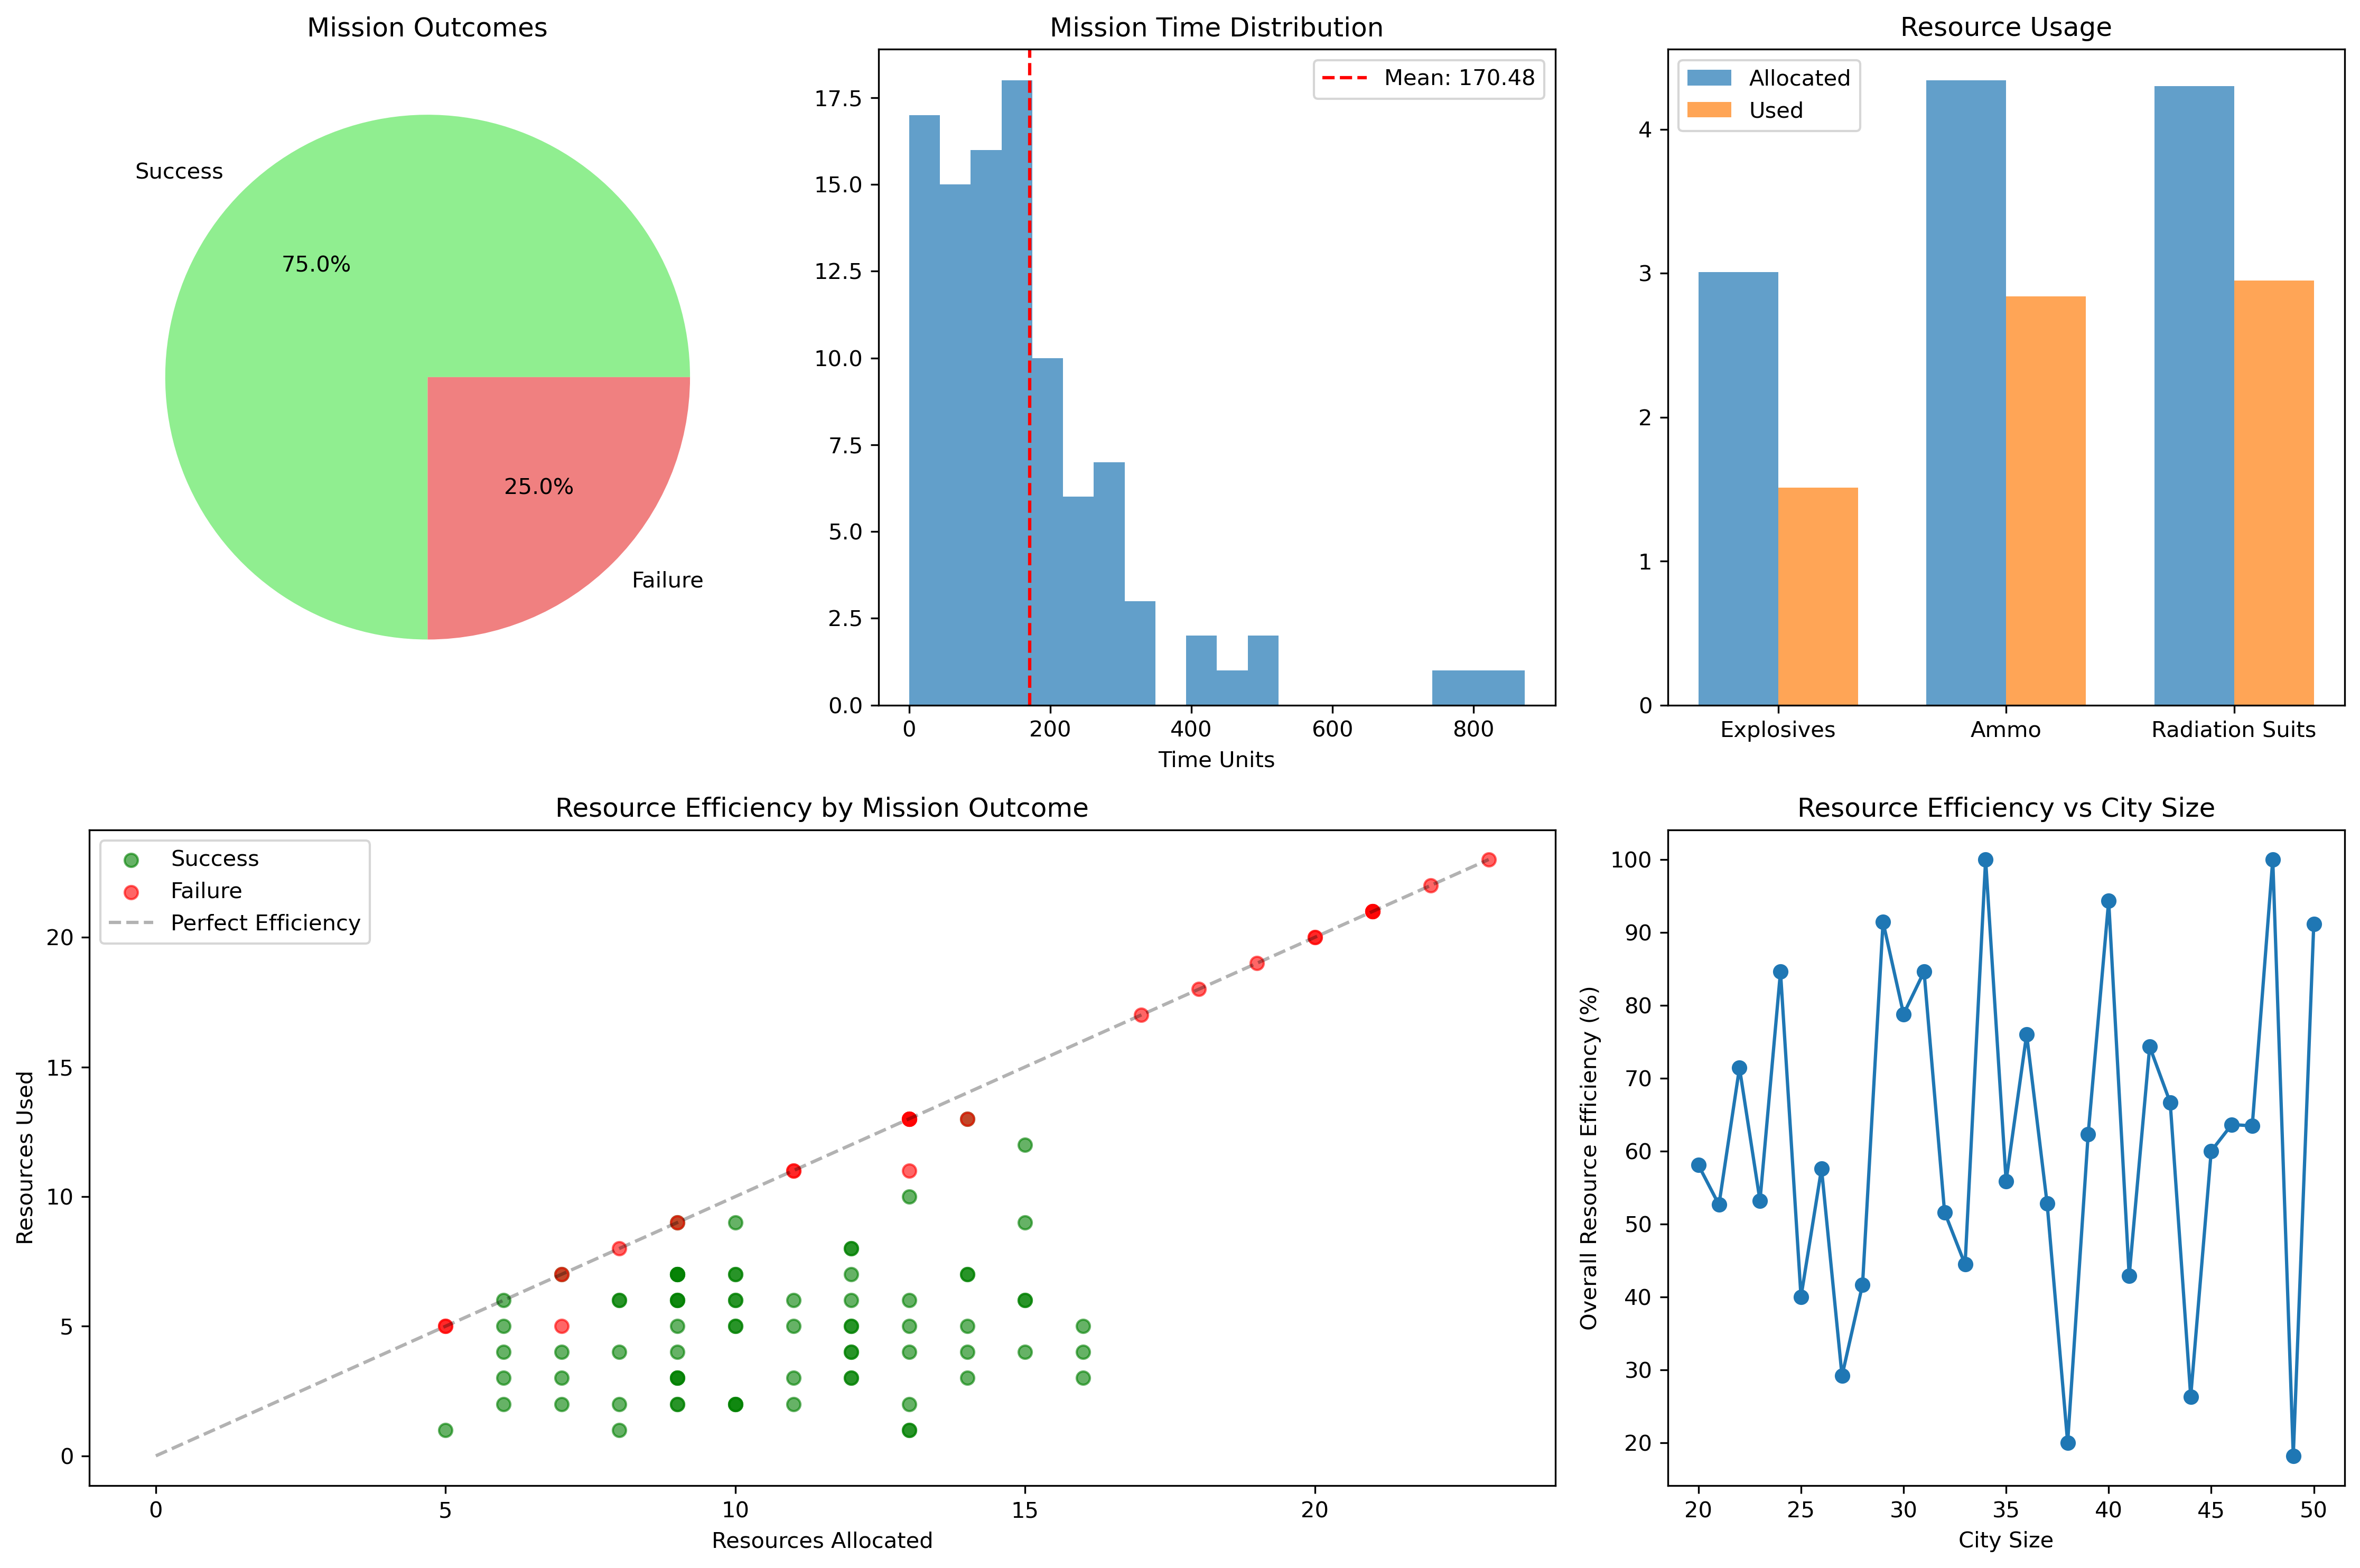 Mission Outcomes
Success
75.0%
25.0%
Failure
Mission Time Distribution
Mean: 170.48
17.5
15.0
12.5
10.0
7.5
5.0
2.5
0.0
0 200 400 600 800
Time Units
Resource Usage
Allocated
Used
4
3
2
1
0
Explosives Ammo Radiation Suits
Resource Efficiency by Mission Outcome
Success
Failure
Perfect Efficiency
Resources Used
20
15
10
5
0
0 5 10 15 20
Resources Allocated
Resource Efficiency vs City Size
Overall Resource Efficiency (%)
100
90
80
70
60
50
40
30
20
20 25 30 35 40 45 50
City Size